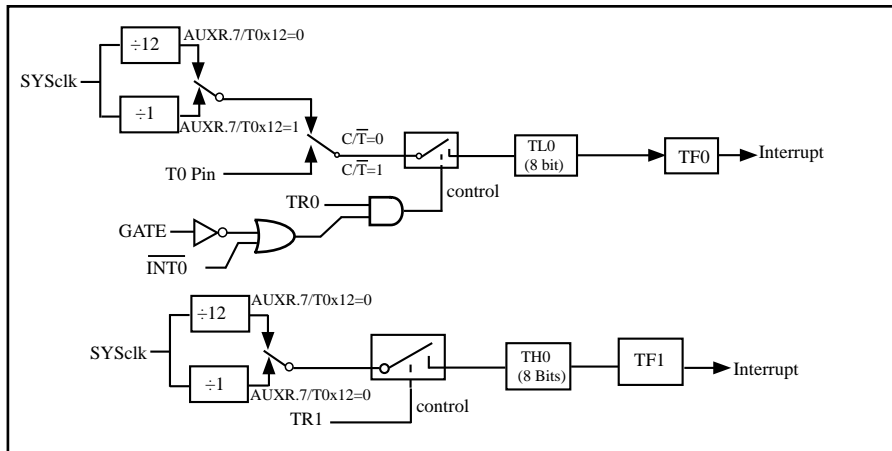 ÷12
AUXR.7/T0x12=0
SYSclk
÷1
AUXR.7/T0x12=1
C/T̅=0
C/T̅=1
T0 Pin
TL0
(8 bit)
TF0
Interrupt
control
TR0
GATE
I̅N̅T̅0̅
÷12
AUXR.7/T0x12=0
SYSclk
÷1
AUXR.7/T0x12=0
TH0
(8 Bits)
TF1
Interrupt
control
TR1